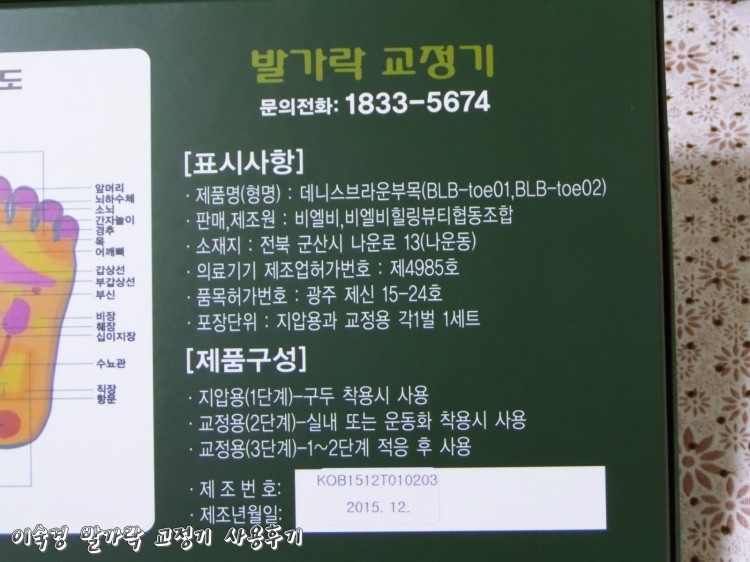 도
발가락 교정기
문의전화: 1833-5674
[표시사항]
· 제품명(형명) : 데니스브라운부목(BLB-toe01,BLB-toe02)
· 판매,제조원 : 비엘비,비엘비힐링뷰티협동조합
· 소재지 : 전북 군산시 나운로 13(나운동)
· 의료기기 제조업허가번호 : 제4985호
· 품목허가번호 : 광주 제신 15-24호
· 포장단위 : 지압용과 교정용 각1벌 1세트
[제품구성]
· 지압용(1단계)-구두 착용시 사용
· 교정용(2단계)-실내 또는 운동화 착용시 사용
· 교정용(3단계)-1~2단계 적응 후 사용
· 제 조 번 호: KOB1512T010203
· 제조년월일: 2015. 12.
앞머리
뇌하수체
소뇌
간자놀이
경추
목
어깨뼈
갑상선
부갑상선
부신
비장
췌장
십이지장
수뇨관
직장
항문
이숙경 발가락 교정기 사용후기